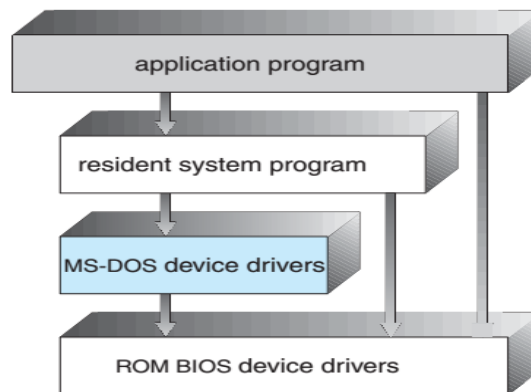 application program
resident system program
MS-DOS device drivers
ROM BIOS device drivers